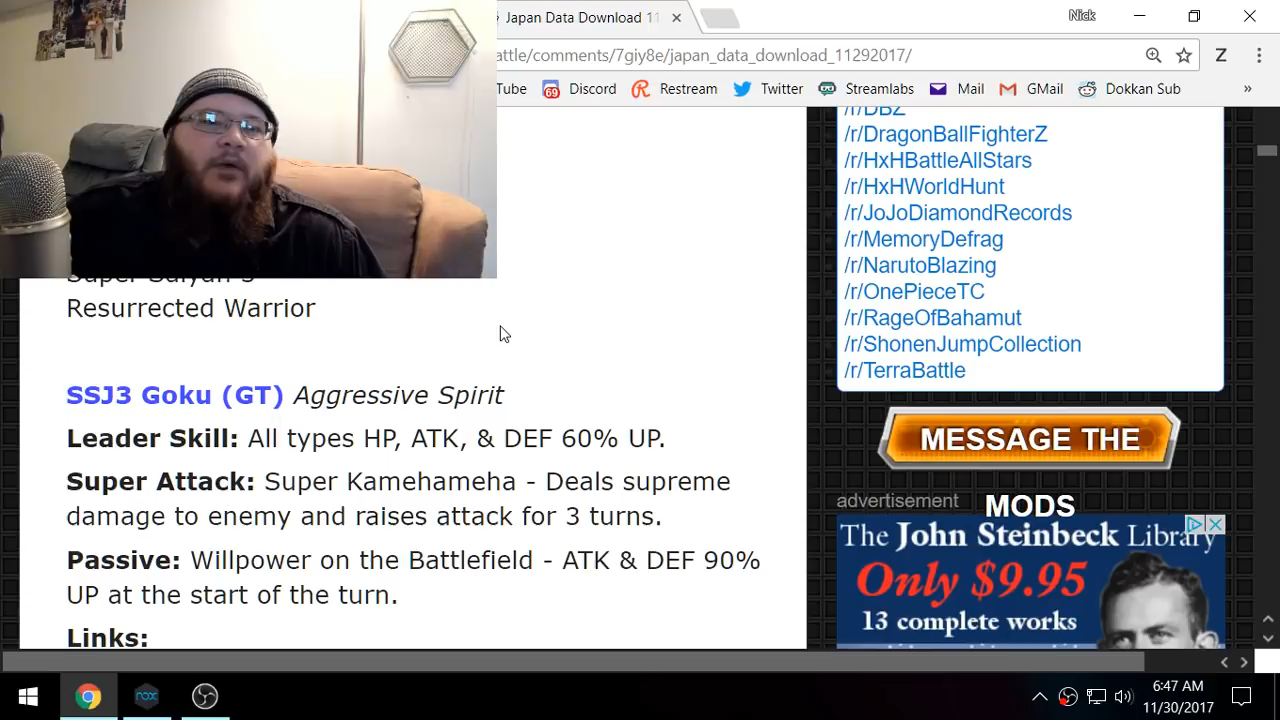 Japan Data Download 11
Nick
attle/comments/7giy8e/japan_data_download_11292017/
Z
Tube
Discord
Restream
Twitter
Streamlabs
Mail
GMail
Dokkan Sub
»
/r/DBZ
/r/DragonBallFighterZ
/r/HxHBattleAllStars
/r/HxHWorldHunt
/r/JoJoDiamondRecords
/r/MemoryDefrag
/r/NarutoBlazing
/r/OnePieceTC
/r/RageOfBahamut
/r/ShonenJumpCollection
/r/TerraBattle
MESSAGE THE
MODS
advertisement
The John Steinbeck Library
Only $9.95
13 complete works
Super Saiyan 3
Resurrected Warrior
SSJ3 Goku (GT) Aggressive Spirit
Leader Skill: All types HP, ATK, & DEF 60% UP.
Super Attack: Super Kamehameha - Deals supreme
damage to enemy and raises attack for 3 turns.
Passive: Willpower on the Battlefield - ATK & DEF 90%
UP at the start of the turn.
Links:
nox
6:47 AM
11/30/2017